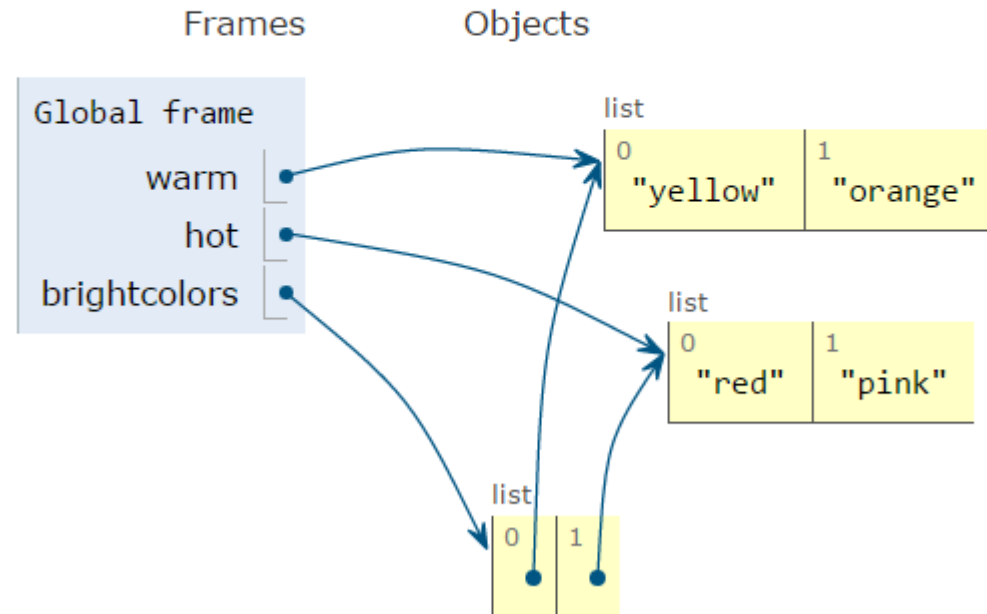 Frames Objects
Global frame
warm
hot
brightcolors
list
0 1
"yellow" "orange"
list
0 1
"red" "pink"
list
0 1